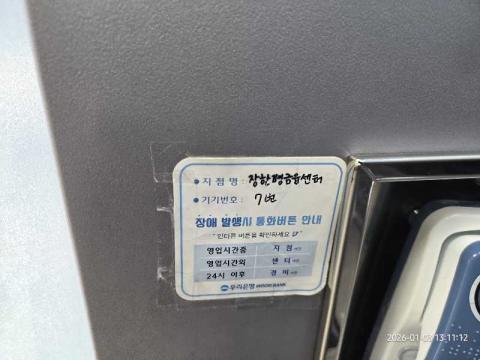 ● 지 점 명 : 장한평금융센터
● 기기번호 : 7번
장애 발생시 통화버튼 안내
" 인터폰 버튼을 확인하세요 "
영업시간중 지 점
영업시간외 센 터
24시 이후 경 비
우리은행 WOORI BANK
2026-01-0 13:11:12